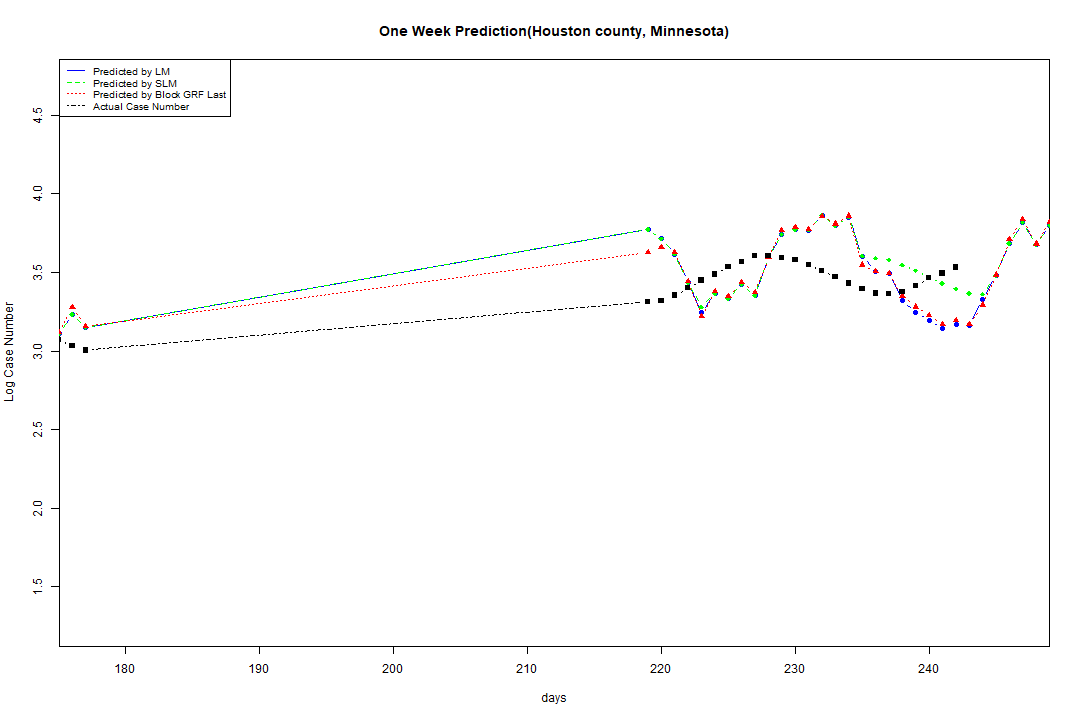 One Week Prediction(Houston county, Minnesota)
Predicted by LM
Predicted by SLM
Predicted by Block GRF Last
Actual Case Number
4.5
4.0
3.5
3.0
2.5
2.0
1.5
Log Case Number
180 190 200 210 220 230 240
days